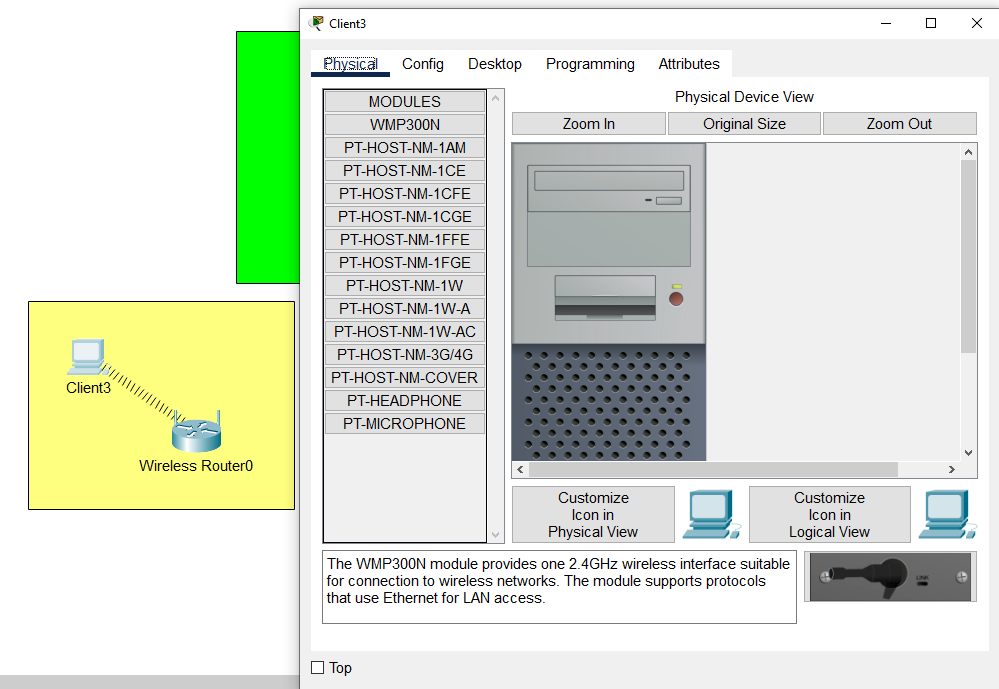 Client3
Physical Config Desktop Programming Attributes
MODULES
WMP300N
PT-HOST-NM-1AM
PT-HOST-NM-1CE
PT-HOST-NM-1CFE
PT-HOST-NM-1CGE
PT-HOST-NM-1FFE
PT-HOST-NM-1FGE
PT-HOST-NM-1W
PT-HOST-NM-1W-A
PT-HOST-NM-1W-AC
PT-HOST-NM-3G/4G
PT-HOST-NM-COVER
PT-HEADPHONE
PT-MICROPHONE
Physical Device View
Zoom In Original Size Zoom Out
Customize
Icon in
Physical View
Customize
Icon in
Logical View
The WMP300N module provides one 2.4GHz wireless interface suitable
for connection to wireless networks. The module supports protocols
that use Ethernet for LAN access.
LINK
Top
Client3
Wireless Router0